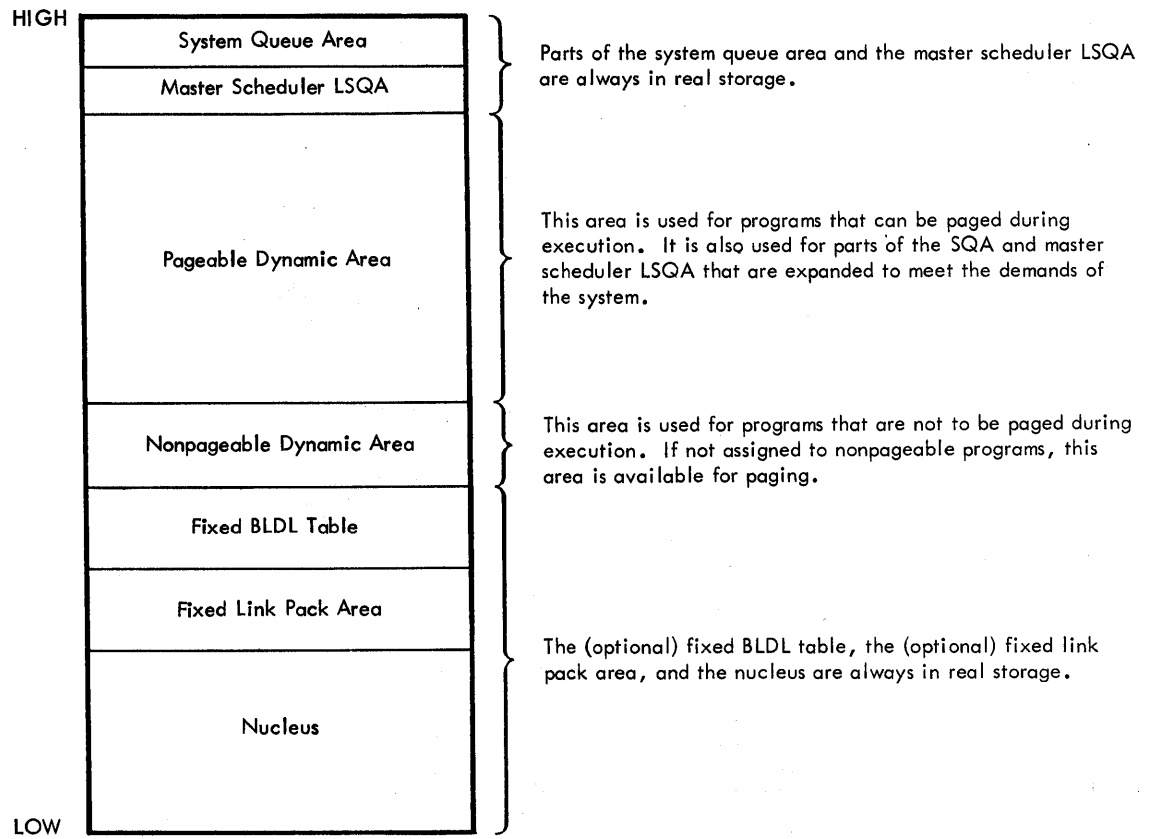 HIGH
System Queue Area
Master Scheduler LSQA
Parts of the system queue area and the master scheduler LSQA
are always in real storage.
Pageable Dynamic Area
This area is used for programs that can be paged during
execution. It is also used for parts of the SQA and master
scheduler LSQA that are expanded to meet the demands of
the system.
Nonpageable Dynamic Area
This area is used for programs that are not to be paged during
execution. If not assigned to nonpageable programs, this
area is available for paging.
Fixed BLDL Table
Fixed Link Pack Area
Nucleus
The (optional) fixed BLDL table, the (optional) fixed link
pack area, and the nucleus are always in real storage.
LOW